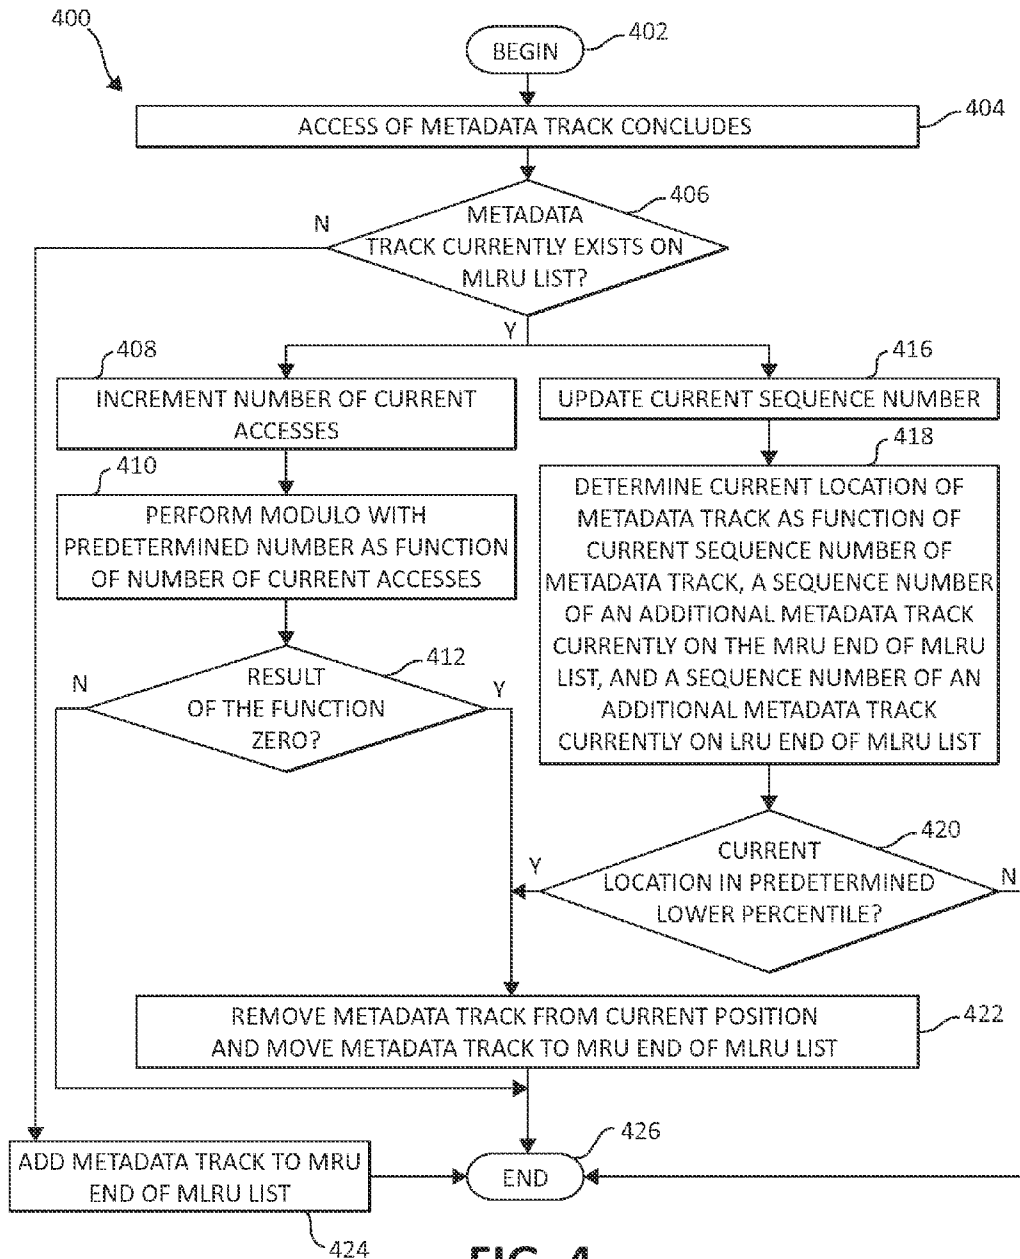 400
BEGIN
402
ACCESS OF METADATA TRACK CONCLUDES
404
METADATA
TRACK CURRENTLY EXISTS ON
MLRU LIST?
406
N
Y
408
INCREMENT NUMBER OF CURRENT
ACCESSES
416
UPDATE CURRENT SEQUENCE NUMBER
410
PERFORM MODULO WITH
PREDETERMINED NUMBER AS FUNCTION
OF NUMBER OF CURRENT ACCESSES
418
DETERMINE CURRENT LOCATION OF
METADATA TRACK AS FUNCTION OF
CURRENT SEQUENCE NUMBER OF
METADATA TRACK, A SEQUENCE NUMBER
OF AN ADDITIONAL METADATA TRACK
CURRENTLY ON THE MRU END OF MLRU
LIST, AND A SEQUENCE NUMBER OF AN
ADDITIONAL METADATA TRACK
CURRENTLY ON LRU END OF MLRU LIST
412
RESULT
OF THE FUNCTION
ZERO?
N
Y
420
CURRENT
LOCATION IN PREDETERMINED
LOWER PERCENTILE?
Y
N
REMOVE METADATA TRACK FROM CURRENT POSITION
AND MOVE METADATA TRACK TO MRU END OF MLRU LIST
422
ADD METADATA TRACK TO MRU
END OF MLRU LIST
424
END
426
FIG. 4